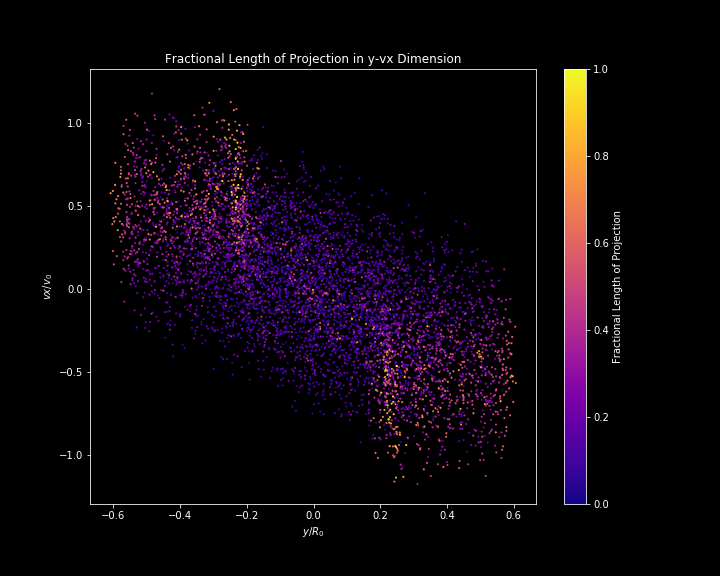 Fractional Length of Projection in y-vx Dimension
1.0
0.5
0.0
−0.5
−1.0
vx/v₀
−0.6 −0.4 −0.2 0.0 0.2 0.4 0.6
y/R₀
1.0
0.8
0.6
0.4
0.2
0.0
Fractional Length of Projection